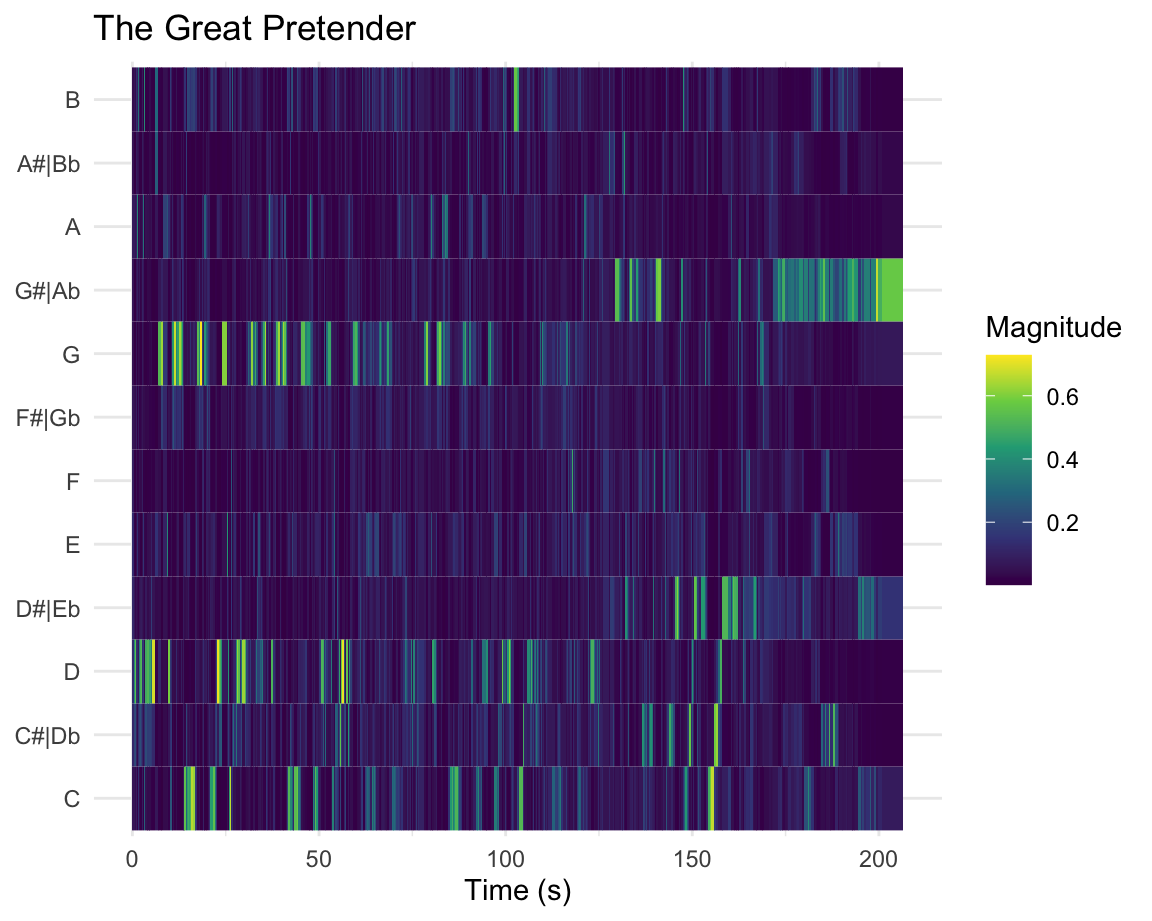 The Great Pretender
B
A#|Bb
A
G#|Ab
G
F#|Gb
F
E
D#|Eb
D
C#|Db
C
0 50 100 150 200
Time (s)
Magnitude
0.6
0.4
0.2